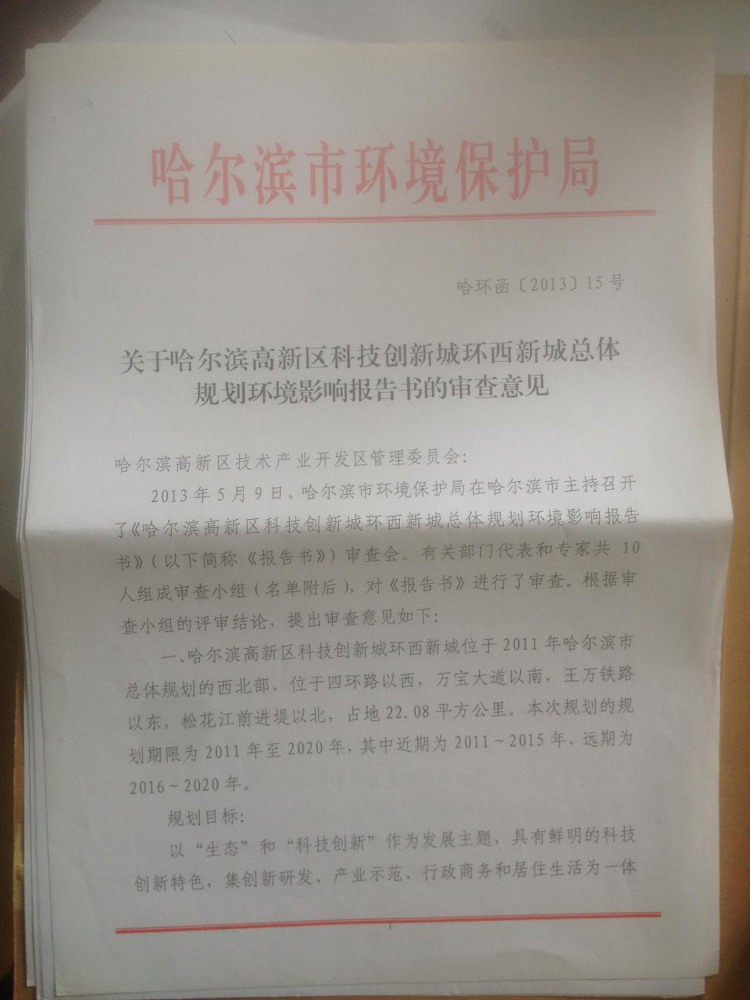 哈尔滨市环境保护局
哈环函〔2013〕15号
关于哈尔滨高新区科技创新城环西新城总体
规划环境影响报告书的审查意见
哈尔滨高新区技术产业开发区管理委员会：
2013年5月9日，哈尔滨市环境保护局在哈尔滨市主持召开
了《哈尔滨高新区科技创新城环西新城总体规划环境影响报告
书》（以下简称《报告书》）审查会。有关部门代表和专家共 10
人组成审查小组（名单附后），对《报告书》进行了审查。根据审
查小组的评审结论，提出审查意见如下：
一、哈尔滨高新区科技创新城环西新城位于2011年哈尔滨市
总体规划的西北部，位于四环路以西，万宝大道以南，王万铁路
以东，松花江前进堤以北，占地22.08平方公里。本次规划的规
划期限为2011年至2020年，其中近期为2011～2015年，远期为
2016～2020年。
规划目标：
以“生态”和“科技创新”作为发展主题，具有鲜明的科技
创新特色，集创新研发、产业示范、行政商务和居住生活为一体
1